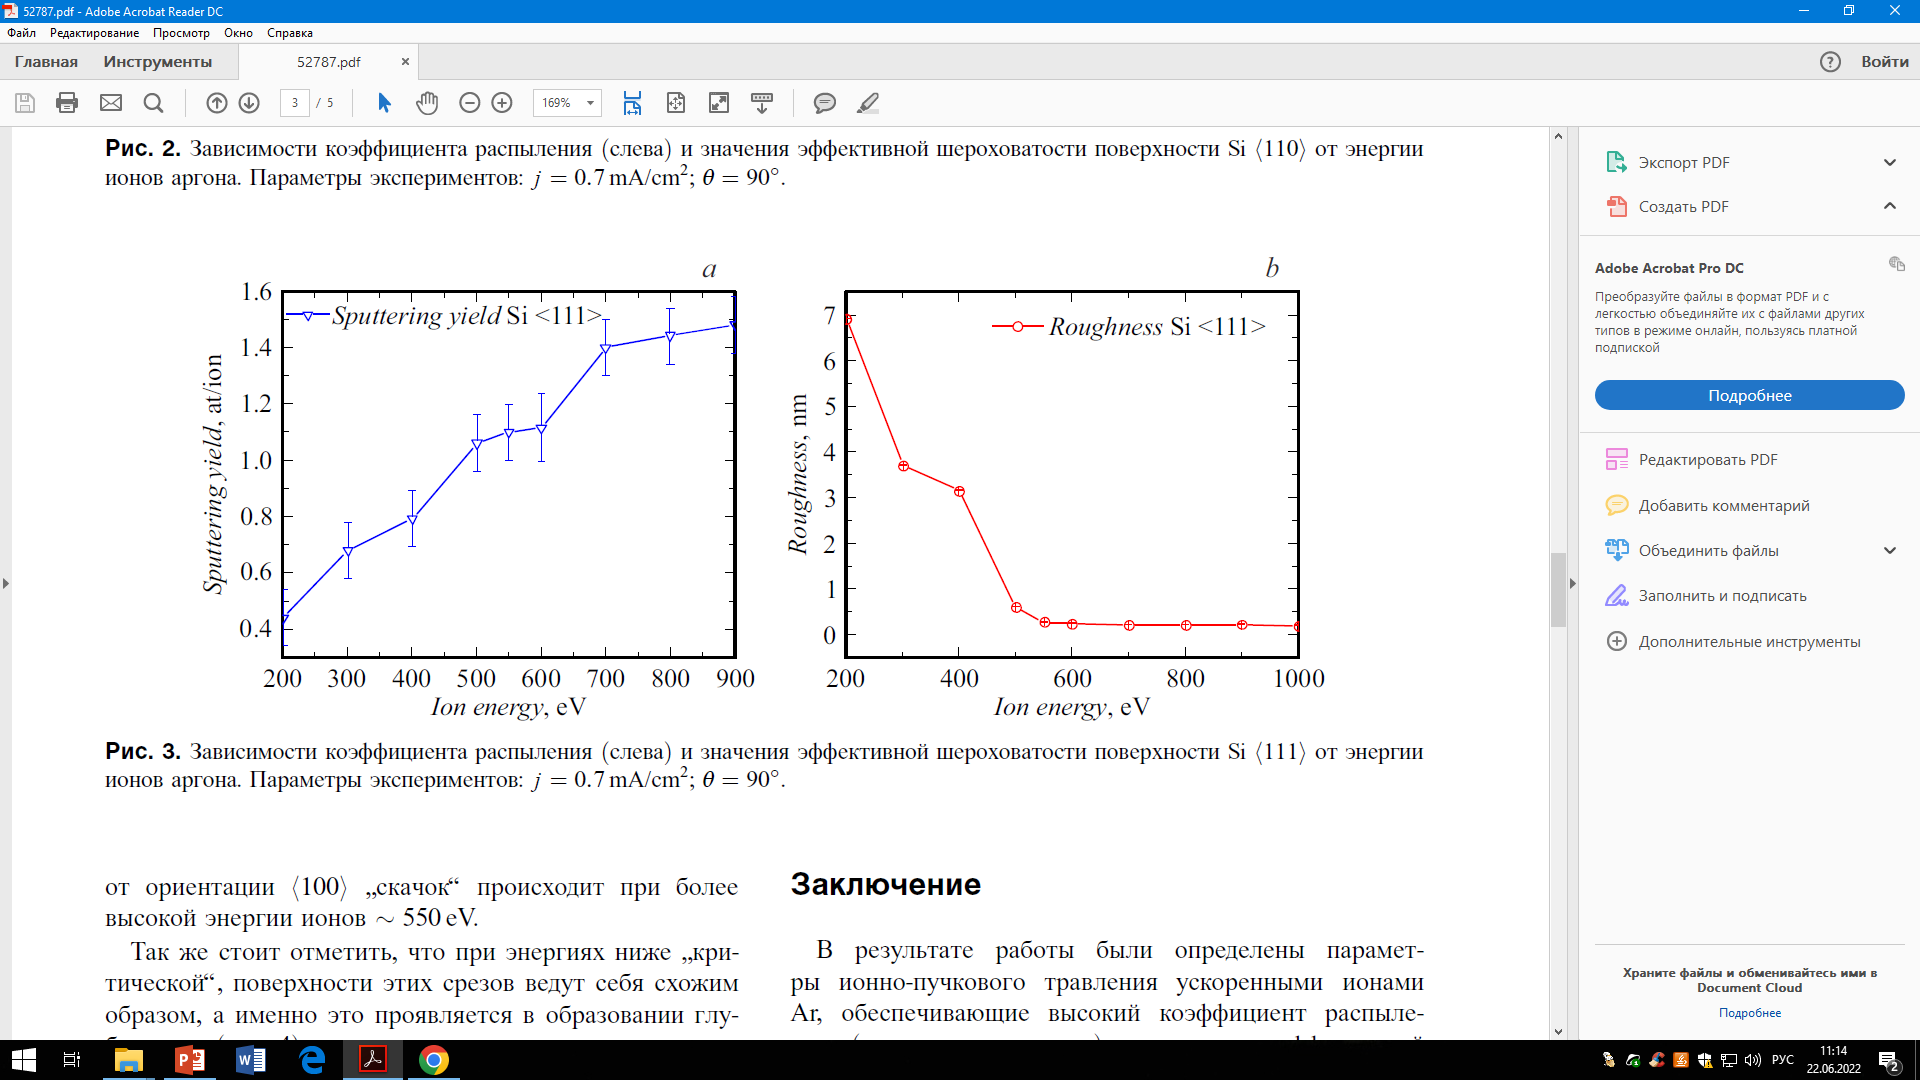 52787.pdf - Adobe Acrobat Reader DC
Файл Редактирование Просмотр Окно Справка
Главная Инструменты 52787.pdf × ? Войти
3 / 5 169%
Рис. 2. Зависимости коэффициента распыления (слева) и значения эффективной шероховатости поверхности Si ⟨110⟩ от энергии
ионов аргона. Параметры экспериментов: j = 0.7 mA/cm²; θ = 90°.
a
Sputtering yield Si <111>
Sputtering yield, at/ion
1.6
1.4
1.2
1.0
0.8
0.6
0.4
200 300 400 500 600 700 800 900
Ion energy, eV
b
Roughness Si <111>
Roughness, nm
7
6
5
4
3
2
1
0
200 400 600 800 1000
Ion energy, eV
Рис. 3. Зависимости коэффициента распыления (слева) и значения эффективной шероховатости поверхности Si ⟨111⟩ от энергии
ионов аргона. Параметры экспериментов: j = 0.7 mA/cm²; θ = 90°.
от ориентации ⟨100⟩ „скачок“ происходит при более
высокой энергии ионов ~ 550 eV.
Так же стоит отметить, что при энергиях ниже „кри-
тической“, поверхности этих срезов ведут себя схожим
образом, а именно это проявляется в образовании глу-
Заключение
В результате работы были определены парамет-
ры ионно-пучкового травления ускоренными ионами
Ar, обеспечивающие высокий коэффициент распыле-
Экспорт PDF
Создать PDF
Adobe Acrobat Pro DC
Преобразуйте файлы в формат PDF и с
легкостью объединяйте их с файлами других
типов в режиме онлайн, пользуясь платной
подпиской
Подробнее
Редактировать PDF
Добавить комментарий
Объединить файлы
Заполнить и подписать
Дополнительные инструменты
Храните файлы и обменивайтесь ими в
Document Cloud
Подробнее
РУС
11:14
22.06.2022
2